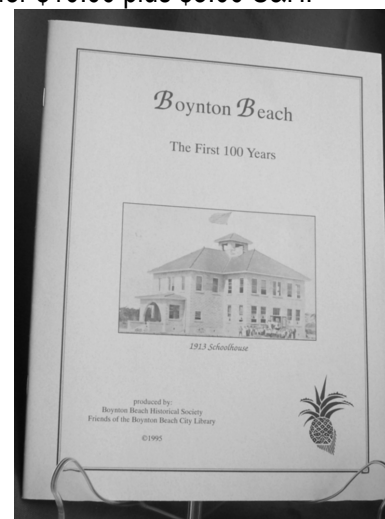 plus
Boynton Beach
The First 100 Years
1913 Schoolhouse
produced by:
Boynton Beach Historical Society
Friends of the Boynton Beach City Library
©1995